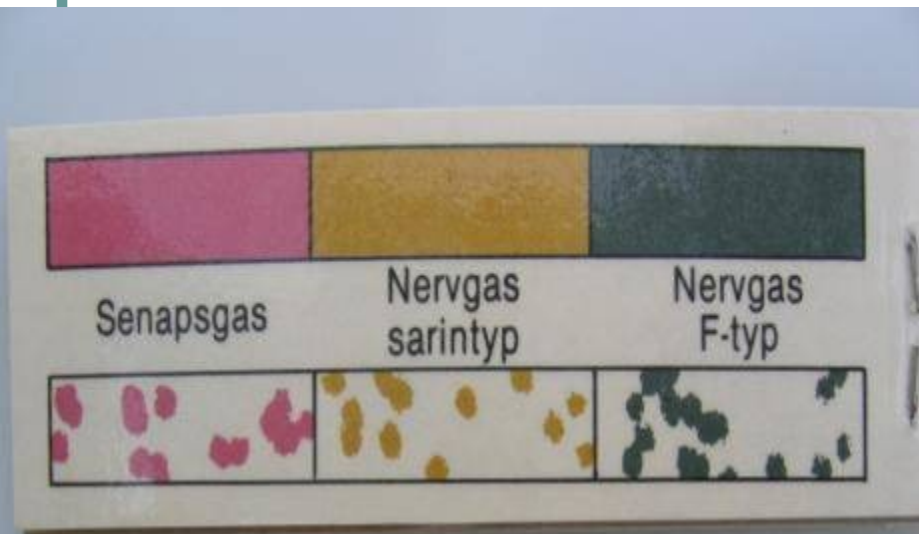 Senapsgas
Nervgas
sarintyp
Nervgas
F-typ